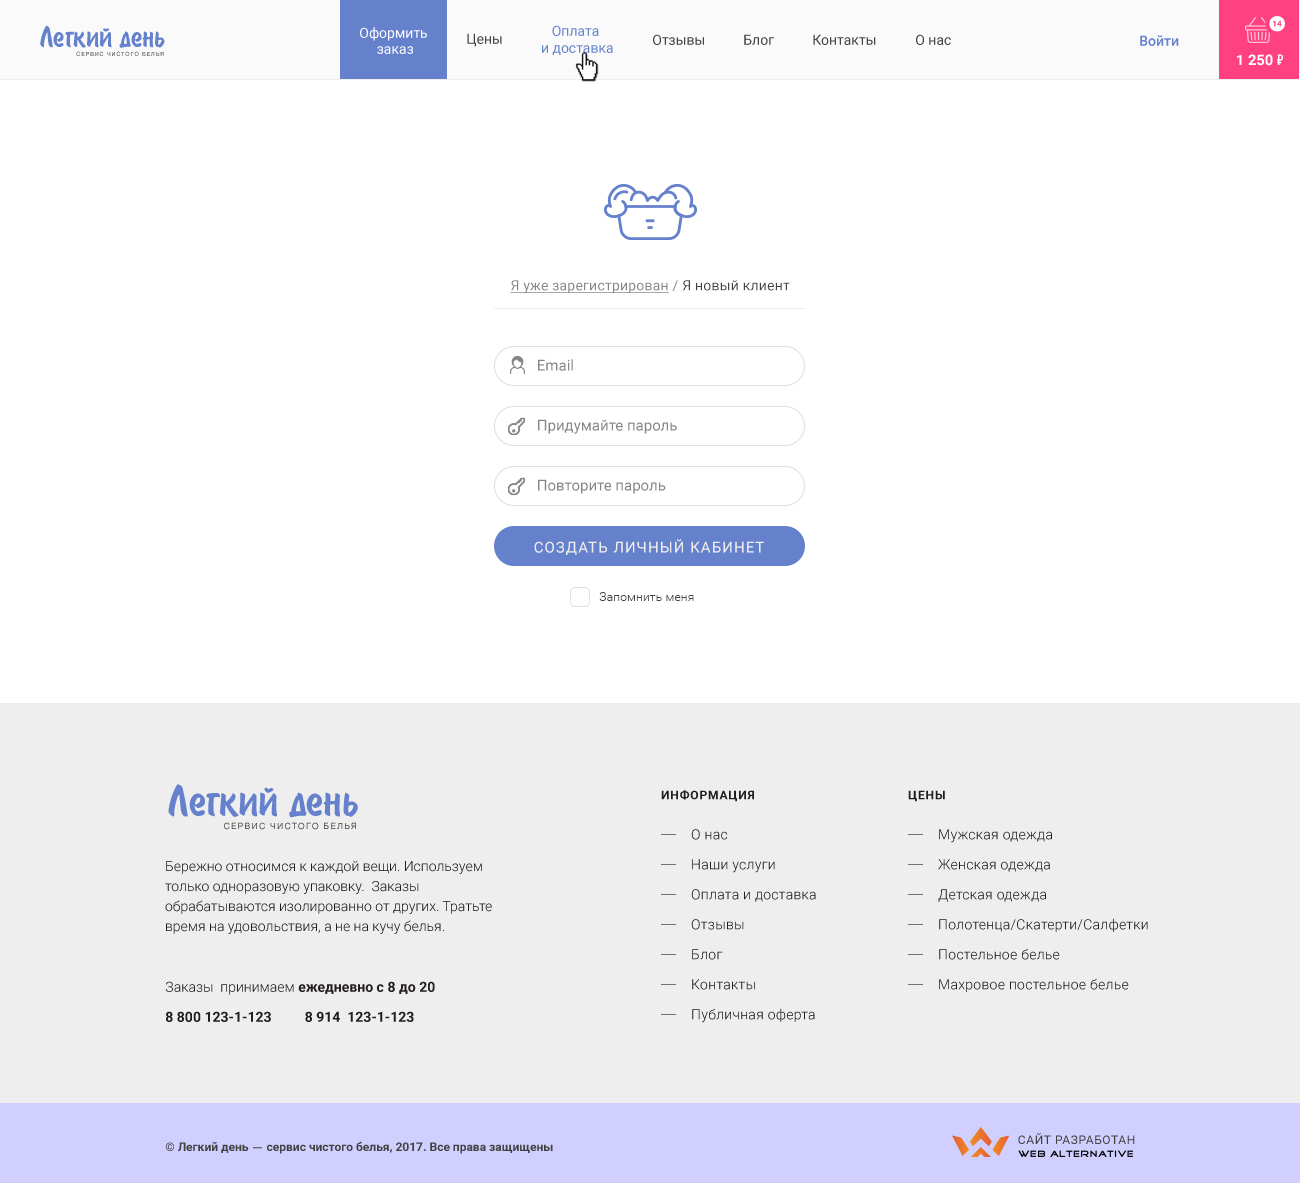 Легкий день
СЕРВИС ЧИСТОГО БЕЛЬЯ
Оформить
заказ
Цены
Оплата
и доставка
Отзывы
Блог
Контакты
О нас
Войти
14
1 250 ₽
Я уже зарегистрирован / Я новый клиент
Email
Придумайте пароль
Повторите пароль
СОЗДАТЬ ЛИЧНЫЙ КАБИНЕТ
Запомнить меня
Легкий день
СЕРВИС ЧИСТОГО БЕЛЬЯ
Бережно относимся к каждой вещи. Используем
только одноразовую упаковку.  Заказы
обрабатываются изолированно от других. Тратьте
время на удовольствия, а не на кучу белья.
Заказы  принимаем ежедневно с 8 до 20
8 800 123-1-123 8 914  123-1-123
ИНФОРМАЦИЯ
— О нас
— Наши услуги
— Оплата и доставка
— Отзывы
— Блог
— Контакты
— Публичная оферта
ЦЕНЫ
— Мужская одежда
— Женская одежда
— Детская одежда
— Полотенца/Скатерти/Салфетки
— Постельное белье
— Махровое постельное белье
© Легкий день — сервис чистого белья, 2017. Все права защищены
САЙТ РАЗРАБОТАН
WEB ALTERNATIVE